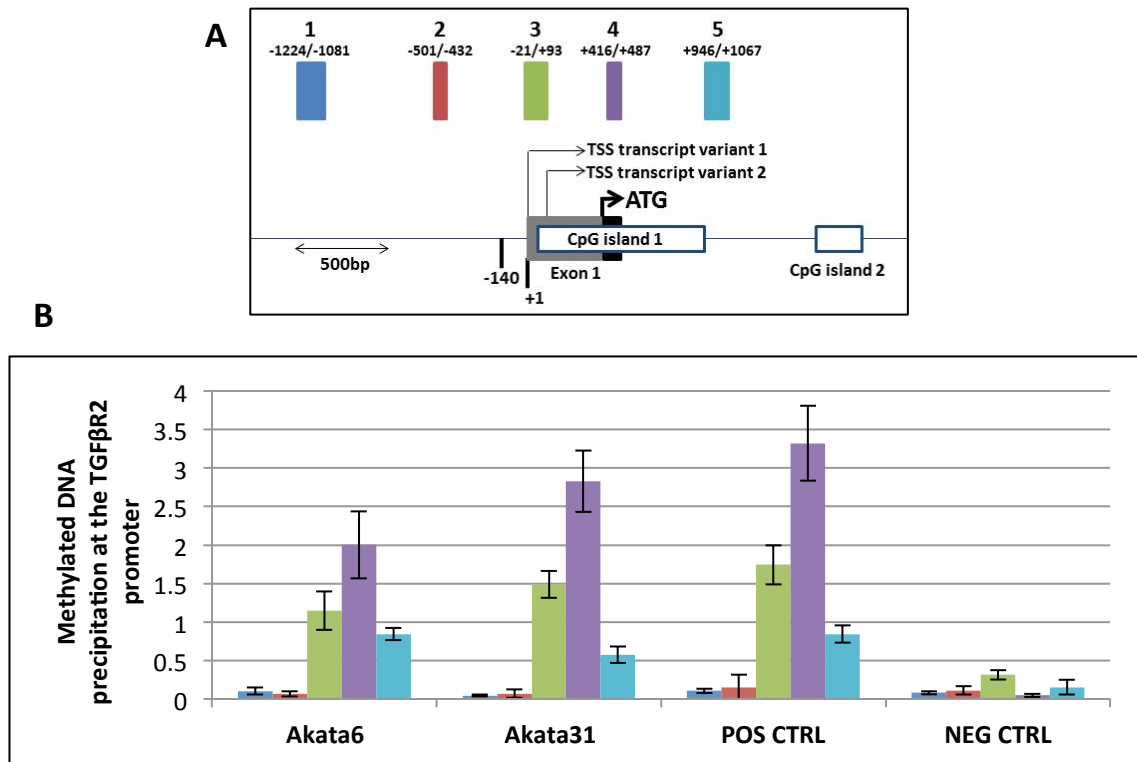 A
1 2 3 4 5
-1224/-1081 -501/-432 -21/+93 +416/+487 +946/+1067
TSS transcript variant 1
TSS transcript variant 2
ATG
CpG island 1
500bp
-140
Exon 1
CpG island 2
+1
B
Methylated DNA
precipitation at the TGFβR2
promoter
4
3.5
3
2.5
2
1.5
1
0.5
0
Akata6 Akata31 POS CTRL NEG CTRL